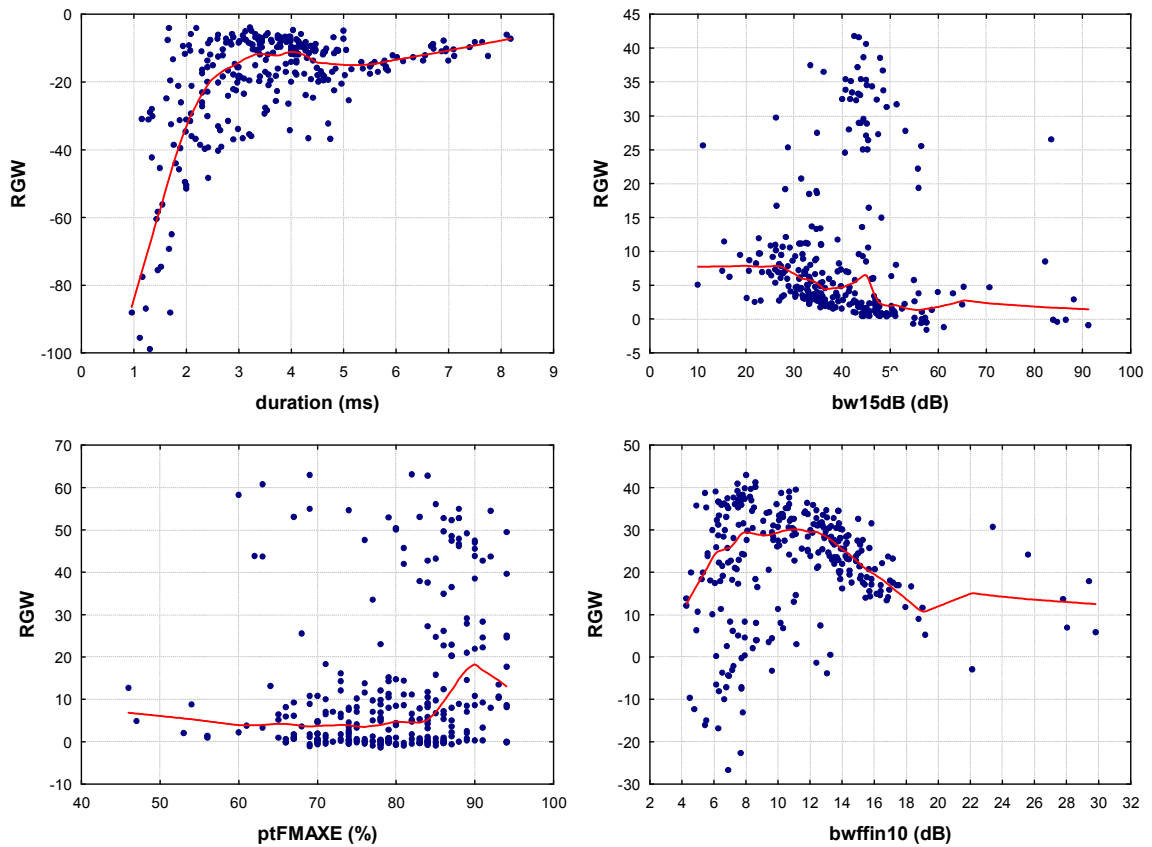 0
-20
-40
-60
-80
-100
RGW
0 1 2 3 4 5 6 7 8 9
duration (ms)
45
40
35
30
25
20
15
10
5
0
-5
RGW
0 10 20 30 40 50 60 70 80 90 100
bw15dB (dB)
70
60
50
40
30
20
10
0
-10
RGW
40 50 60 70 80 90 100
ptFMAXE (%)
50
40
30
20
10
0
-10
-20
-30
RGW
2 4 6 8 10 12 14 16 18 20 22 24 26 28 30 32
bwffin10 (dB)